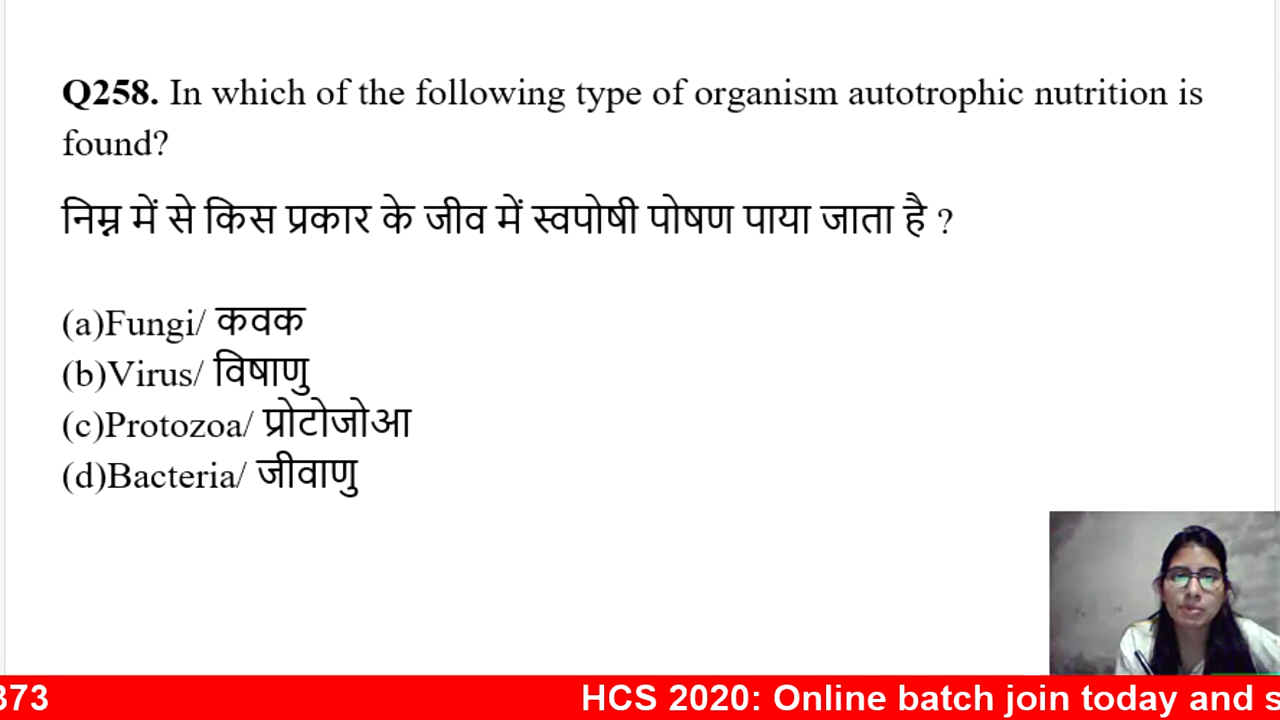 Q258. In which of the following type of organism autotrophic nutrition is
found?
निम्न में से किस प्रकार के जीव में स्वपोषी पोषण पाया जाता है ?
(a)Fungi/ कवक
(b)Virus/ विषाणु
(c)Protozoa/ प्रोटोजोआ
(d)Bacteria/ जीवाणु
373 HCS 2020: Online batch join today and s